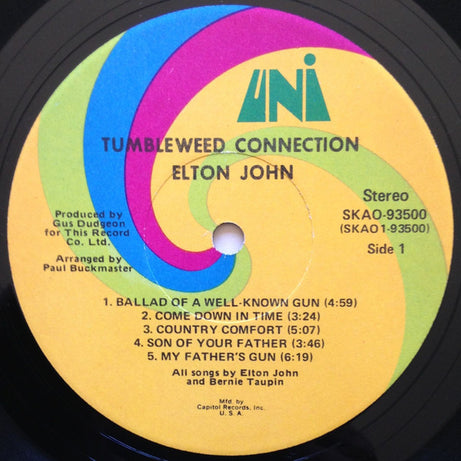 UNI
TUMBLEWEED CONNECTION
ELTON JOHN
Stereo
SKAO-93500
(SKAO 1-93500)
Side 1
Produced by
Gus Dudgeon
for This Record
Co. Ltd.
Arranged by
Paul Buckmaster
1. BALLAD OF A WELL-KNOWN GUN (4:59)
2. COME DOWN IN TIME (3:24)
3. COUNTRY COMFORT (5:07)
4. SON OF YOUR FATHER (3:46)
5. MY FATHER'S GUN (6:19)
All songs by Elton John
and Bernie Taupin
Mfd. by
Capitol Records, Inc.
U. S. A.